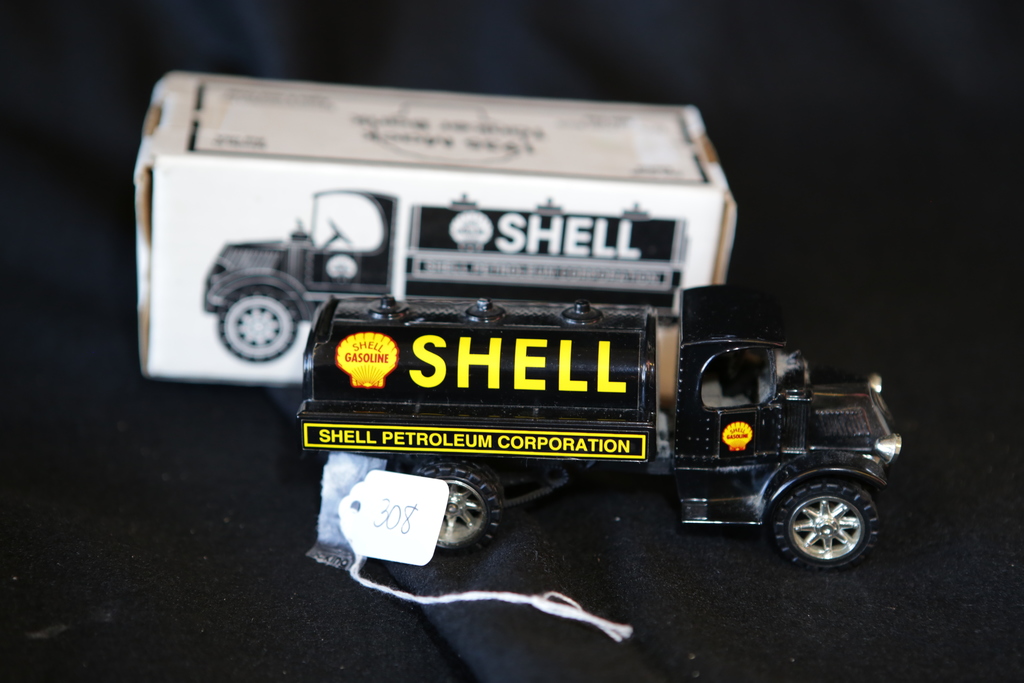 SHELL
SHELL
GASOLINE
SHELL
SHELL PETROLEUM CORPORATION
SHELL
GASOLINE
308